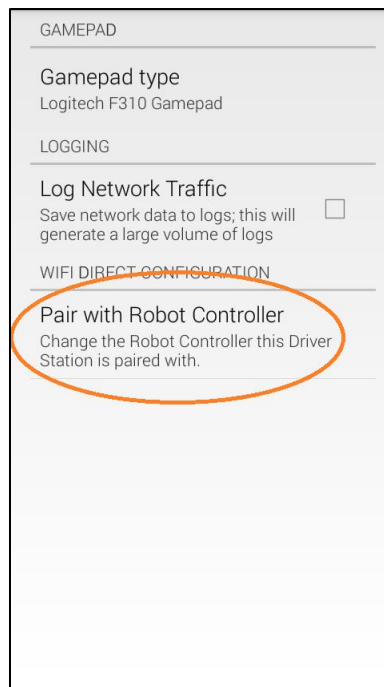 GAMEPAD
Gamepad type
Logitech F310 Gamepad
LOGGING
Log Network Traffic
Save network data to logs; this will
generate a large volume of logs
WIFI DIRECT CONFIGURATION
Pair with Robot Controller
Change the Robot Controller this Driver
Station is paired with.